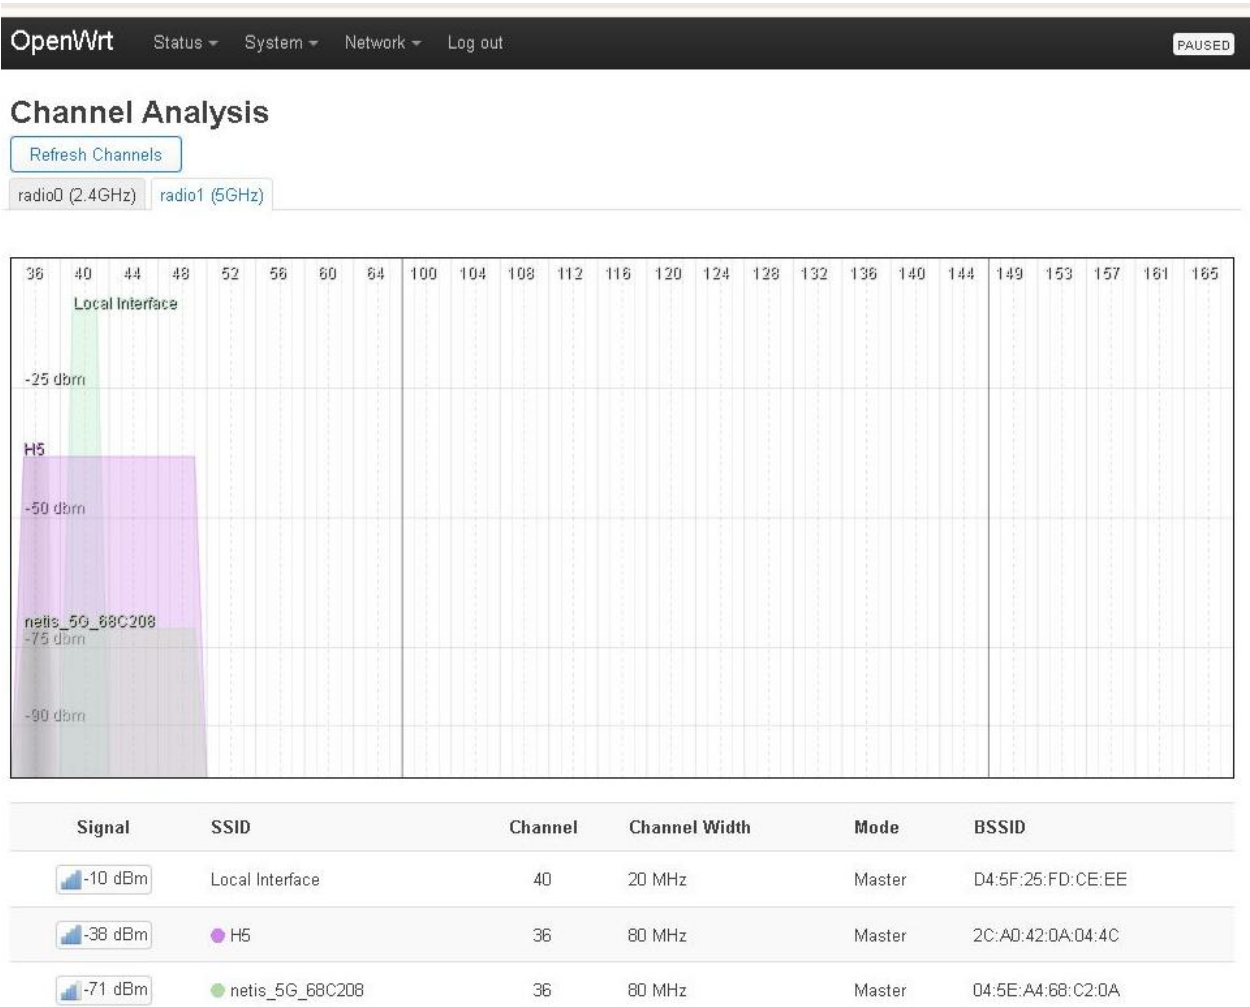 OpenWrt Status System Network Log out PAUSED
Channel Analysis
Refresh Channels
radio0 (2.4GHz) radio1 (5GHz)
36 40 44 48 52 56 60 64 100 104 108 112 116 120 124 128 132 136 140 144 149 153 157 161 165
Local Interface
-25 dbm
H5
-50 dbm
netis_5G_68C208
-75 dbm
-90 dbm
Signal SSID Channel Channel Width Mode BSSID
-10 dBm Local Interface 40 20 MHz Master D4:5F:25:FD:CE:EE
-38 dBm H5 36 80 MHz Master 2C:A0:42:0A:04:4C
-71 dBm netis_5G_68C208 36 80 MHz Master 04:5E:A4:68:C2:0A